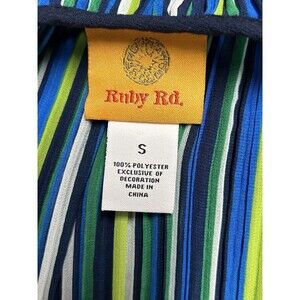 Ruby Rd.
S
100% POLYESTER
EXCLUSIVE OF
DECORATION
MADE IN
CHINA